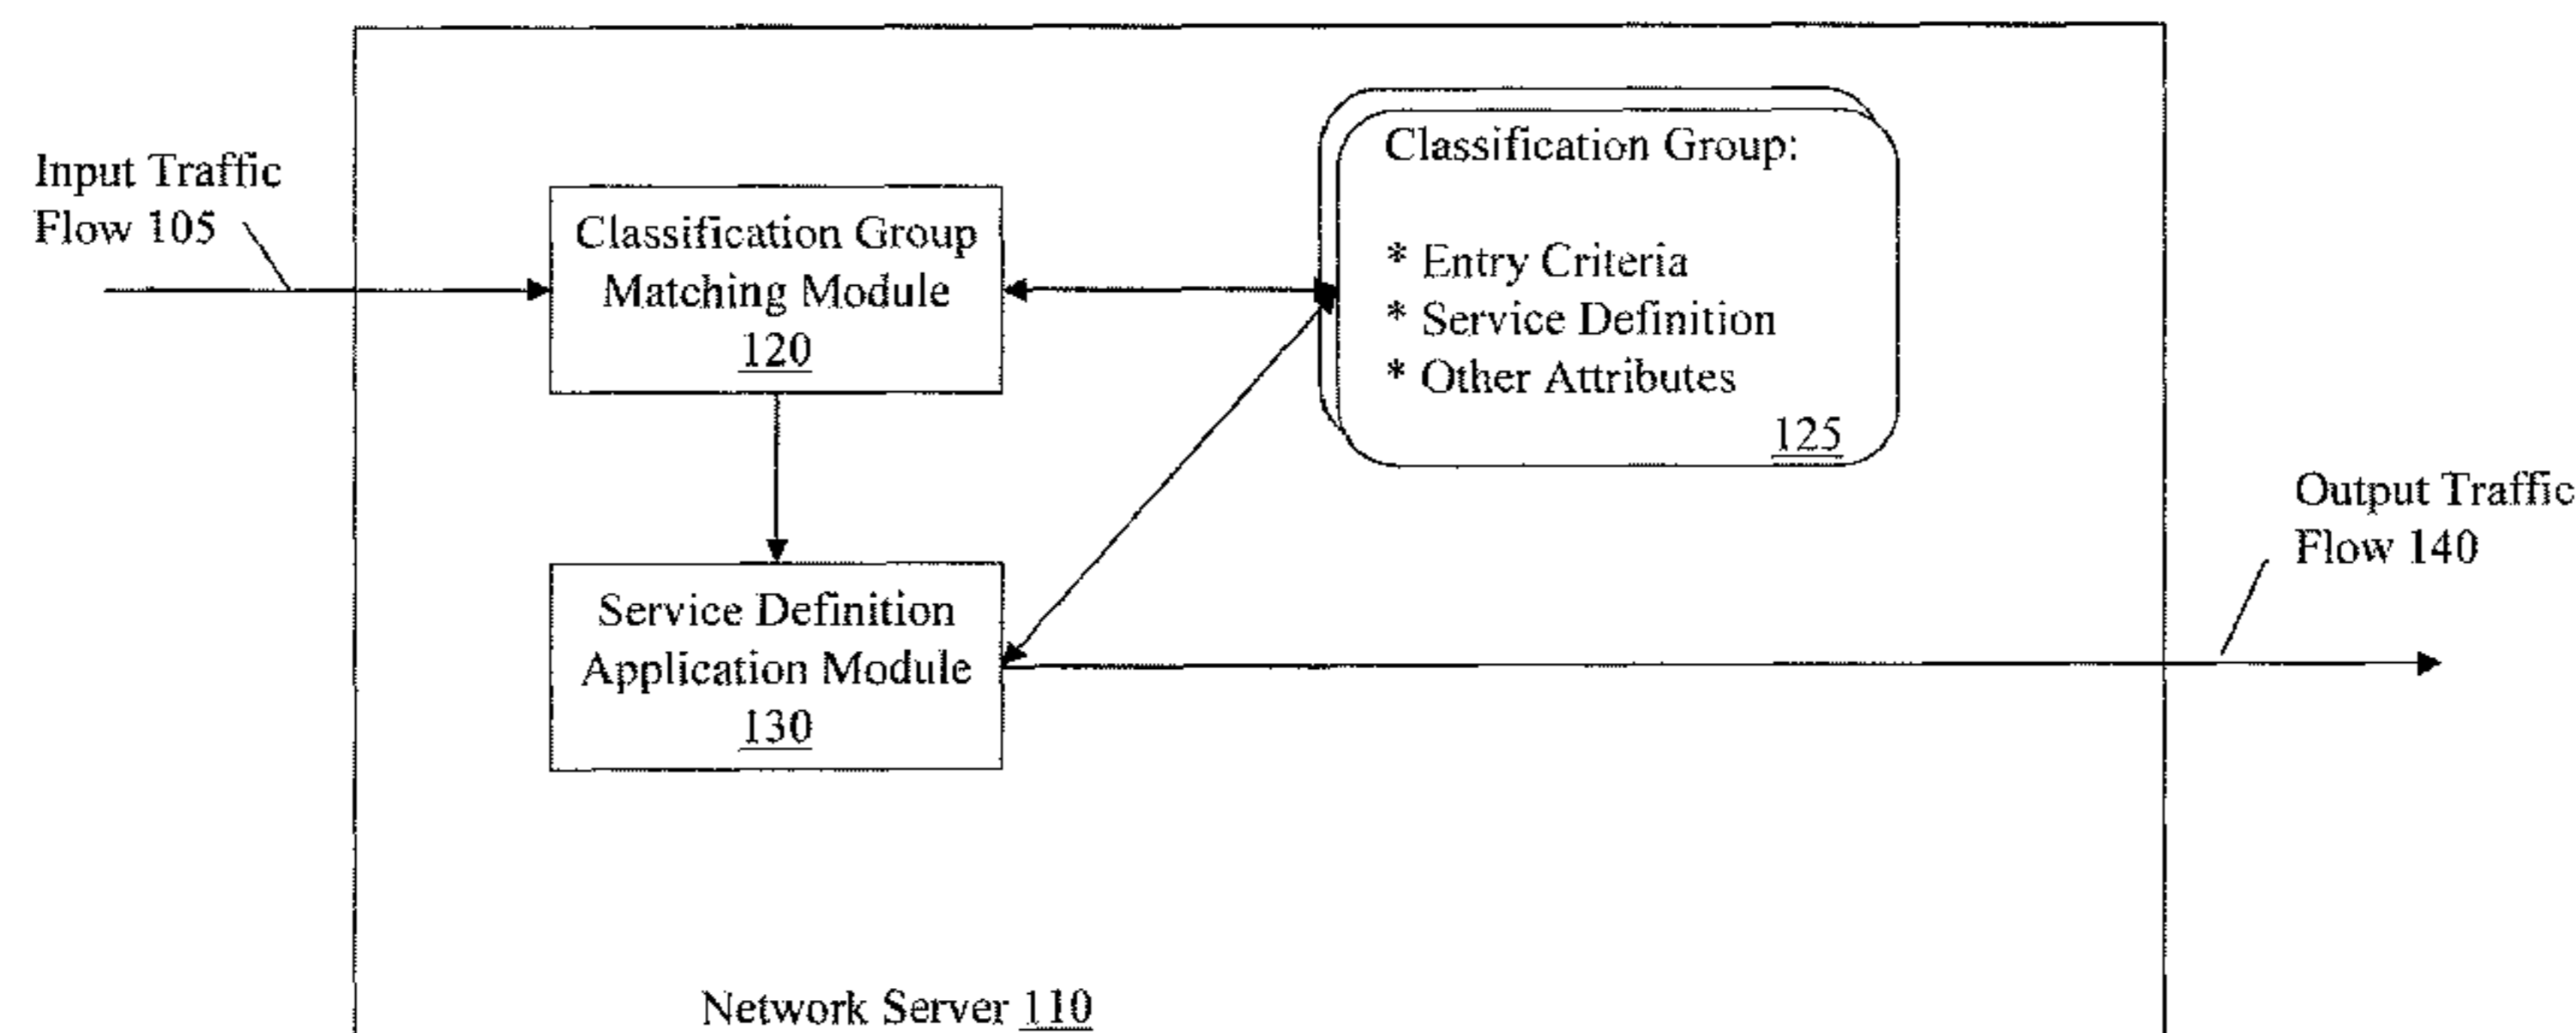 Input Traffic
Flow 105
Classification Group
Matching Module
120
Classification Group:
* Entry Criteria
* Service Definition
* Other Attributes
125
Service Definition
Application Module
130
Output Traffic
Flow 140
Network Server 110